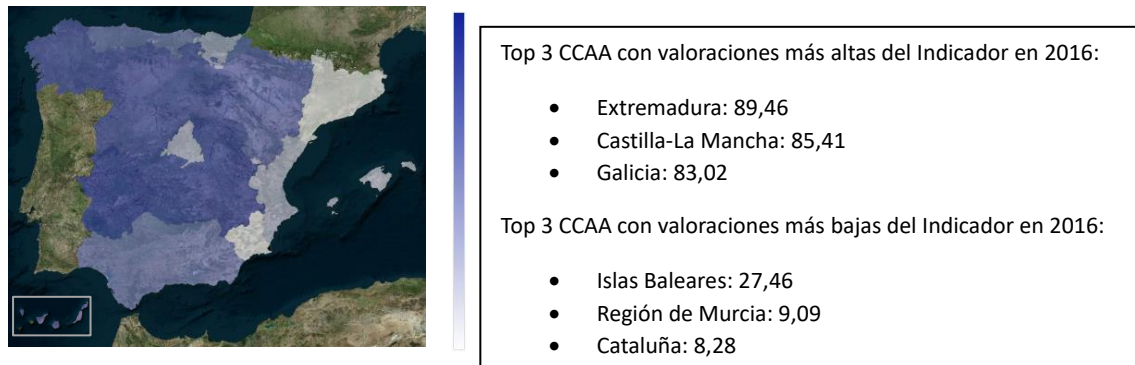 Top 3 CCAA con valoraciones más altas del Indicador en 2016:
• Extremadura: 89,46
• Castilla-La Mancha: 85,41
• Galicia: 83,02
Top 3 CCAA con valoraciones más bajas del Indicador en 2016:
• Islas Baleares: 27,46
• Región de Murcia: 9,09
• Cataluña: 8,28